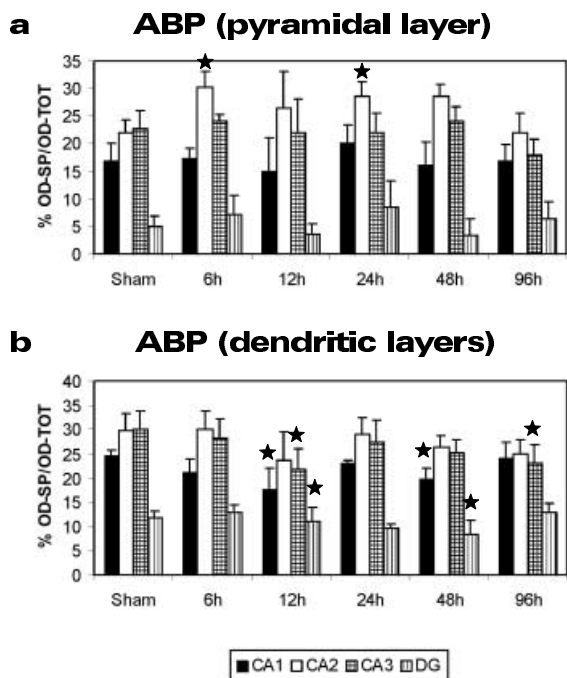 a ABP (pyramidal layer)
% OD-SP/OD-TOT
35
30
25
20
15
10
5
0
Sham 6h 12h 24h 48h 96h
b ABP (dendritic layers)
% OD-SP/OD-TOT
40
35
30
25
20
15
10
5
0
Sham 6h 12h 24h 48h 96h
CA1 CA2 CA3 DG